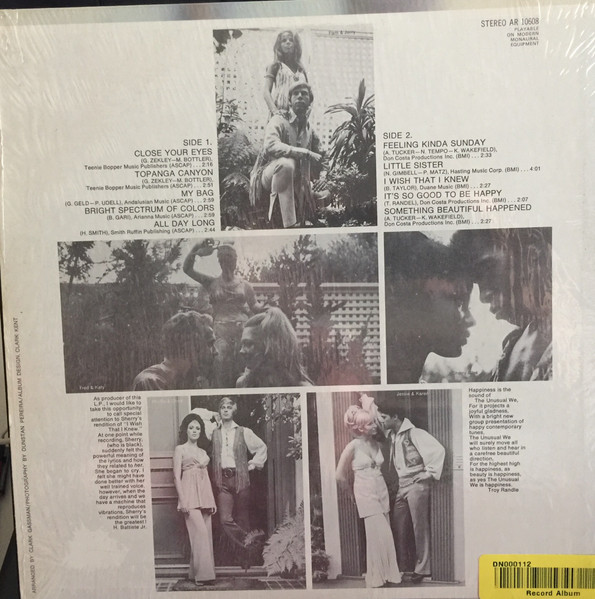 STEREO AR 10608
PLAYABLE
ON MODERN
MONAURAL
EQUIPMENT
SIDE 1.
CLOSE YOUR EYES
(G. ZEKLEY—M. BOTTLER),
Teenie Bopper Music Publishers (ASCAP) . . . 2:18
TOPANGA CANYON
(G. ZEKLEY—M. BOTTLER),
Teenie Bopper Music Publishers (ASCAP) . . . 2:51
MY BAG
(G. GELD—P. UDELL), Andalusian Music (ASCAP) . . . 2:59
BRIGHT SPECTRUM OF COLORS
(B. GARI), Arianna Music (ASCAP) . . . 2:59
ALL DAY LONG
(H. SMITH), Smith Ruffin Publishing (ASCAP) . . . 2:44
SIDE 2.
FEELING KINDA SUNDAY
(A. TUCKER—N. TEMPO—K. WAKEFIELD),
Don Costa Productions Inc. (BMI) . . . 2:33
LITTLE SISTER
(N. GIMBELL—P. MATZ), Hasting Music Corp. (BMI) . . . 4:01
I WISH THAT I KNEW
(B. TAYLOR), Duane Music (BMI) . . . 2:27
IT'S SO GOOD TO BE HAPPY
(T. RANDEL), Don Costa Productions Inc. (BMI) . . . 2:07
SOMETHING BEAUTIFUL HAPPENED
(A. TUCKER—K. WAKEFIELD),
Don Costa Productions Inc. (BMI)
ARRANGED BY CLARK GASSMAN/PHOTOGRAPHY BY DUNSTAN PEREIRA/ALBUM DESIGN CLARK KENT
As producer of this
L.P., I would like to
take this opportunity
to call special
attention to Sherry's
rendition of "I Wish
That I Knew."
At one point while
recording, Sherry,
(who is black),
suddenly felt the
powerful meaning of
the lyrics and how
they related to her.
She began to cry. I
felt she might have
done better with her
well trained voice,
however, when the
day arrives and we
have a machine that
reproduces
vibrations, Sherry's
rendition will be
the greatest!
H. Battiste Jr.
Happiness is the
sound of
The Unusual We,
For it projects a
joyful gladness.
With a bright new
group presentation of
happy contemporary
tunes.
The Unusual We
will surely move all
who listen and hear in
a carefree beautiful
direction.
For the highest high
is happiness, as
beauty is happiness,
as yes The Unusual
We is happiness.
Troy Randle
DN000112
Record Album